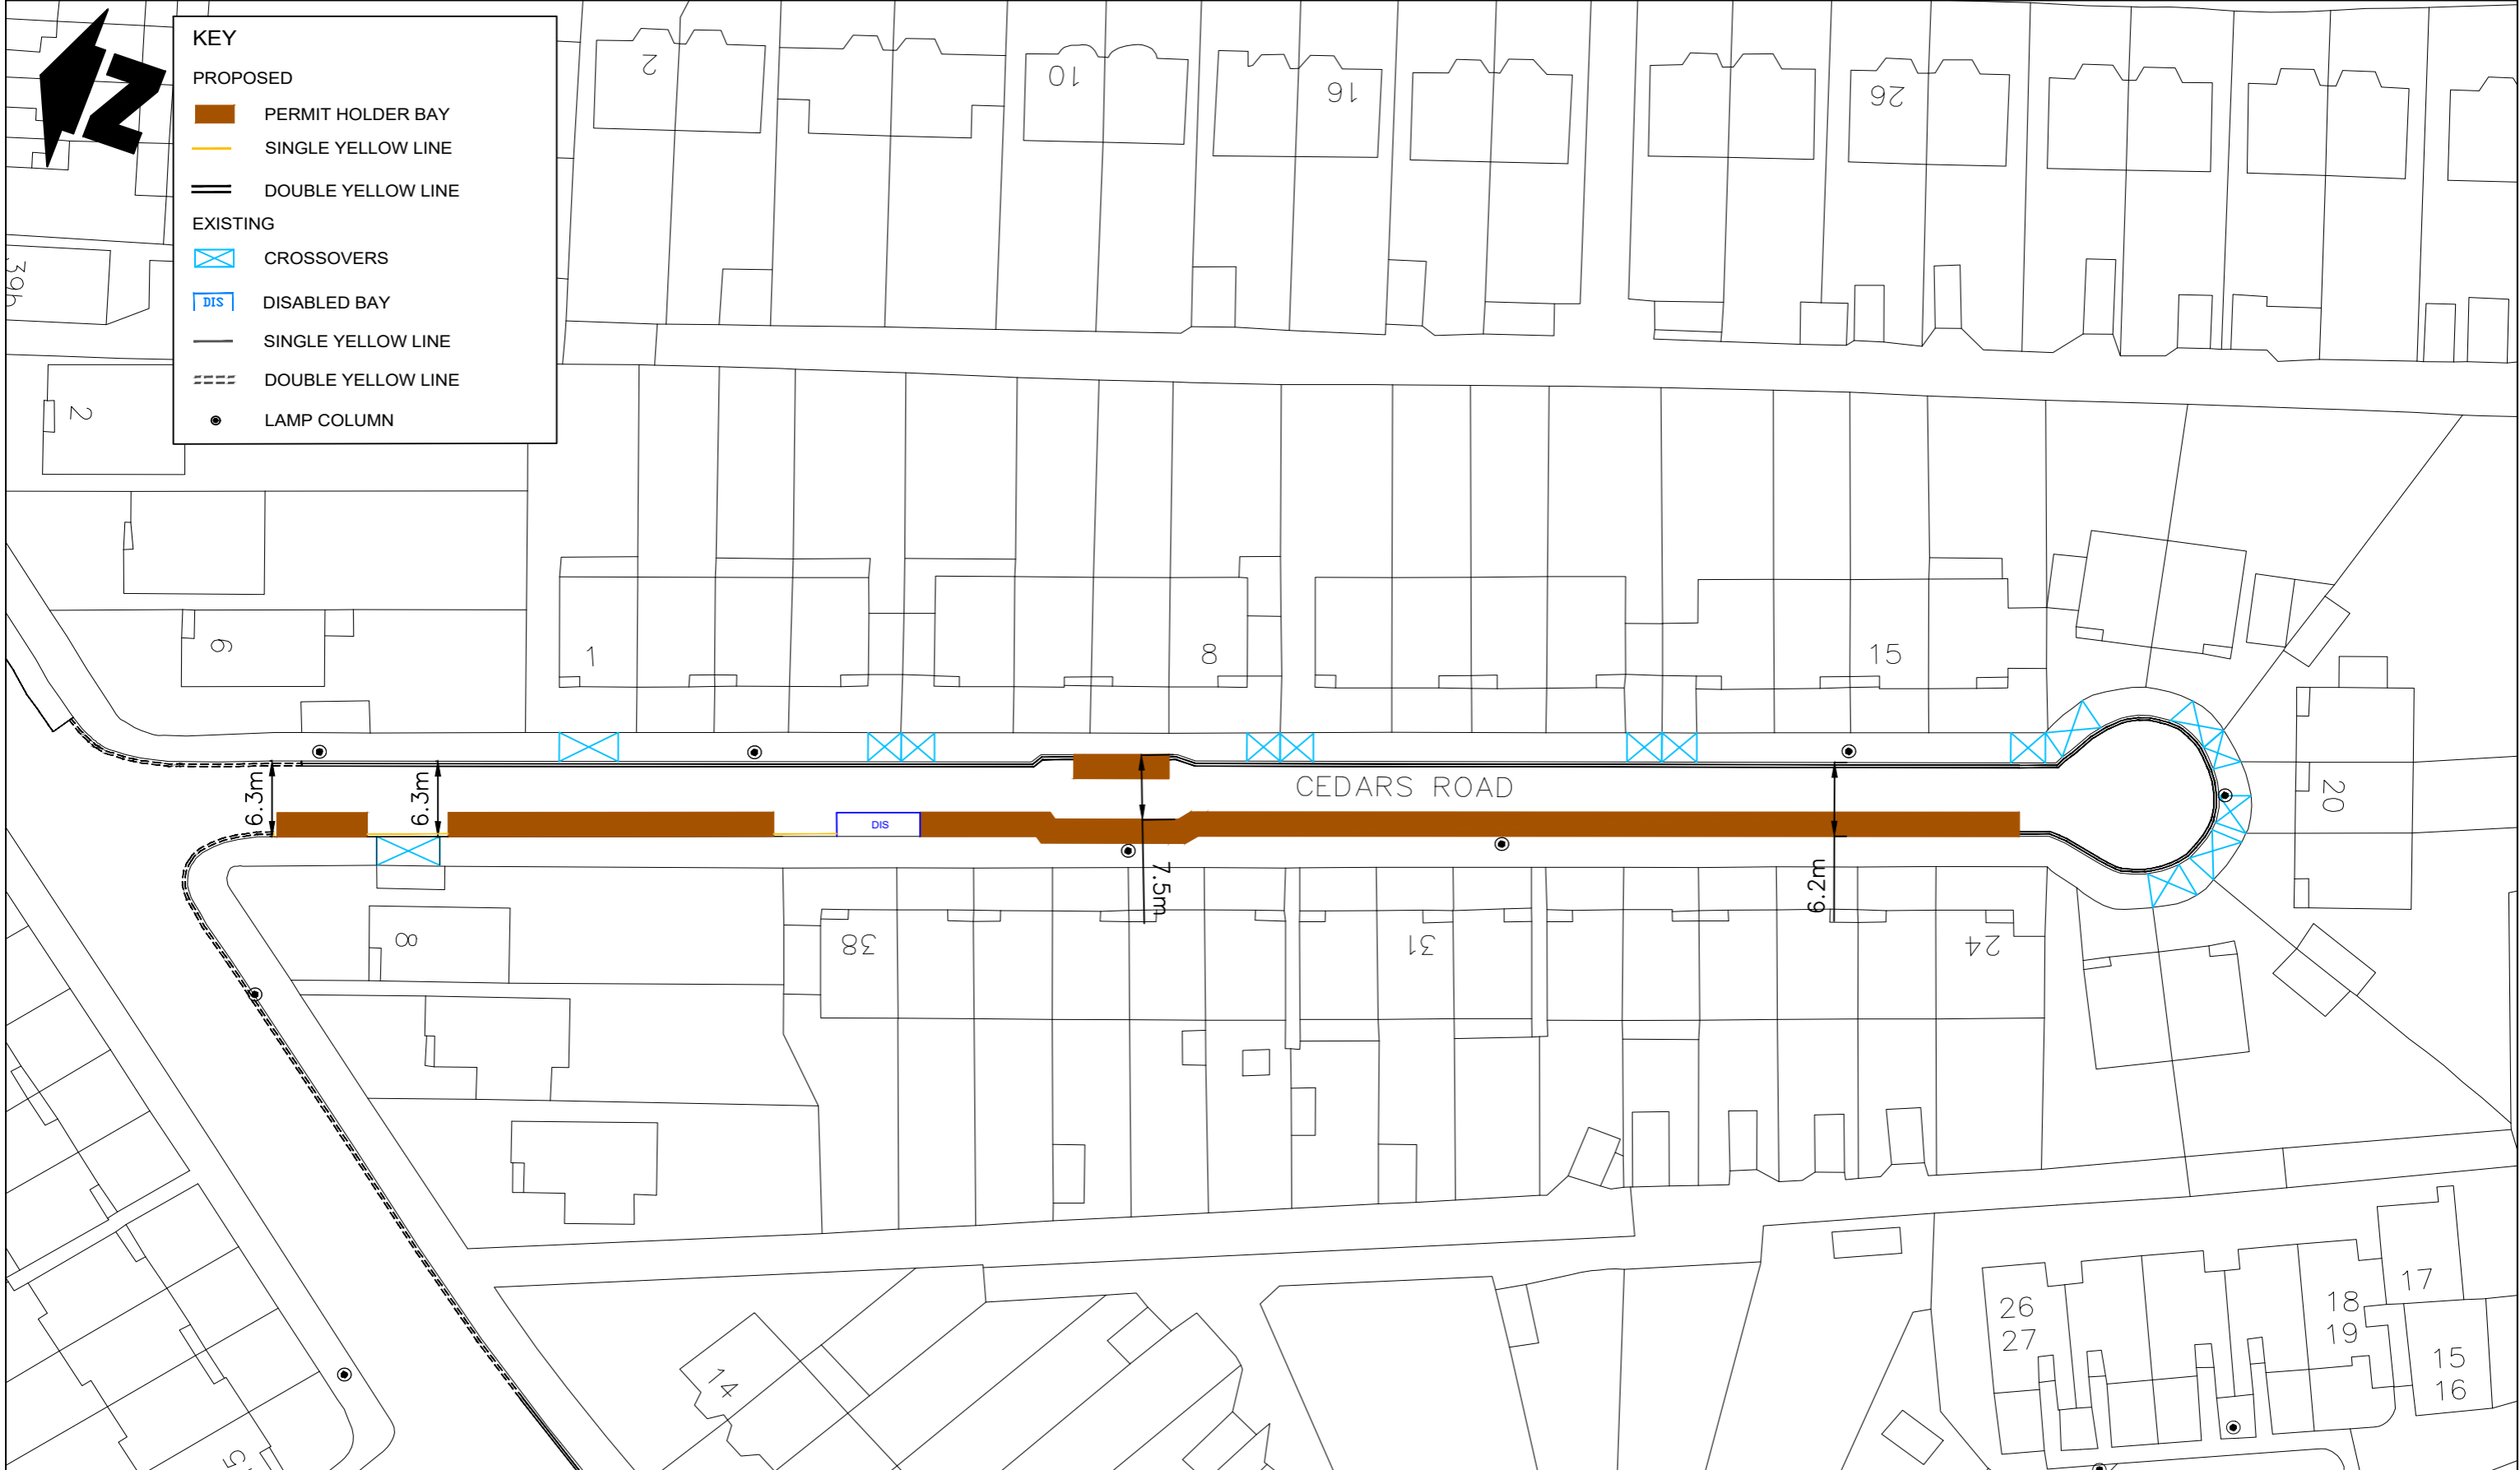 N
KEY
PROPOSED
PERMIT HOLDER BAY
SINGLE YELLOW LINE
DOUBLE YELLOW LINE
EXISTING
CROSSOVERS
DIS
DISABLED BAY
SINGLE YELLOW LINE
DOUBLE YELLOW LINE
LAMP COLUMN
2
10
16
26
39b
2
6
1
8
15
20
6.3m
6.3m
CEDARS ROAD
DIS
7.5m
6.2m
8
38
31
24
14
26
27
18
19
17
15
16